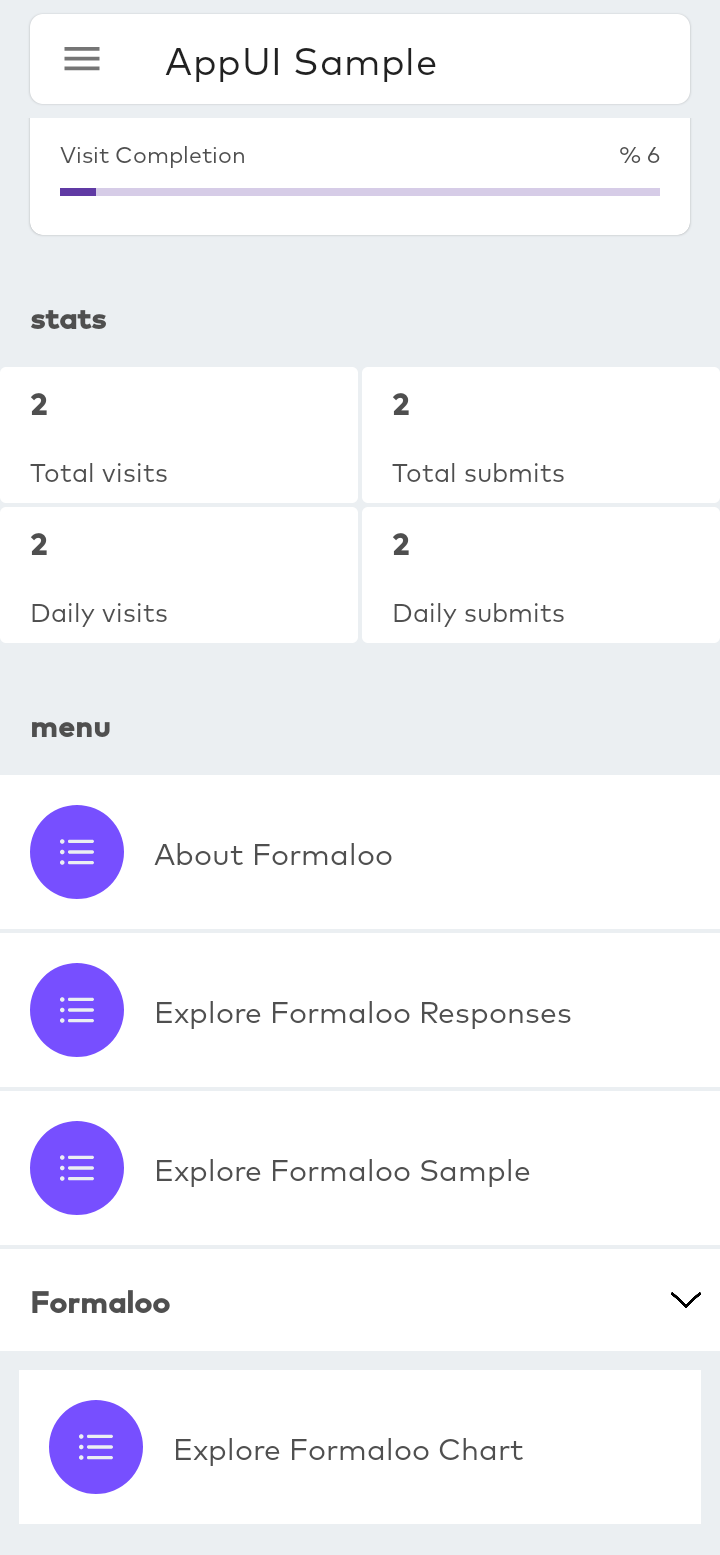 AppUI Sample
Visit Completion % 6
stats
2 2
Total visits Total submits
2 2
Daily visits Daily submits
menu
About Formaloo
Explore Formaloo Responses
Explore Formaloo Sample
Formaloo
Explore Formaloo Chart